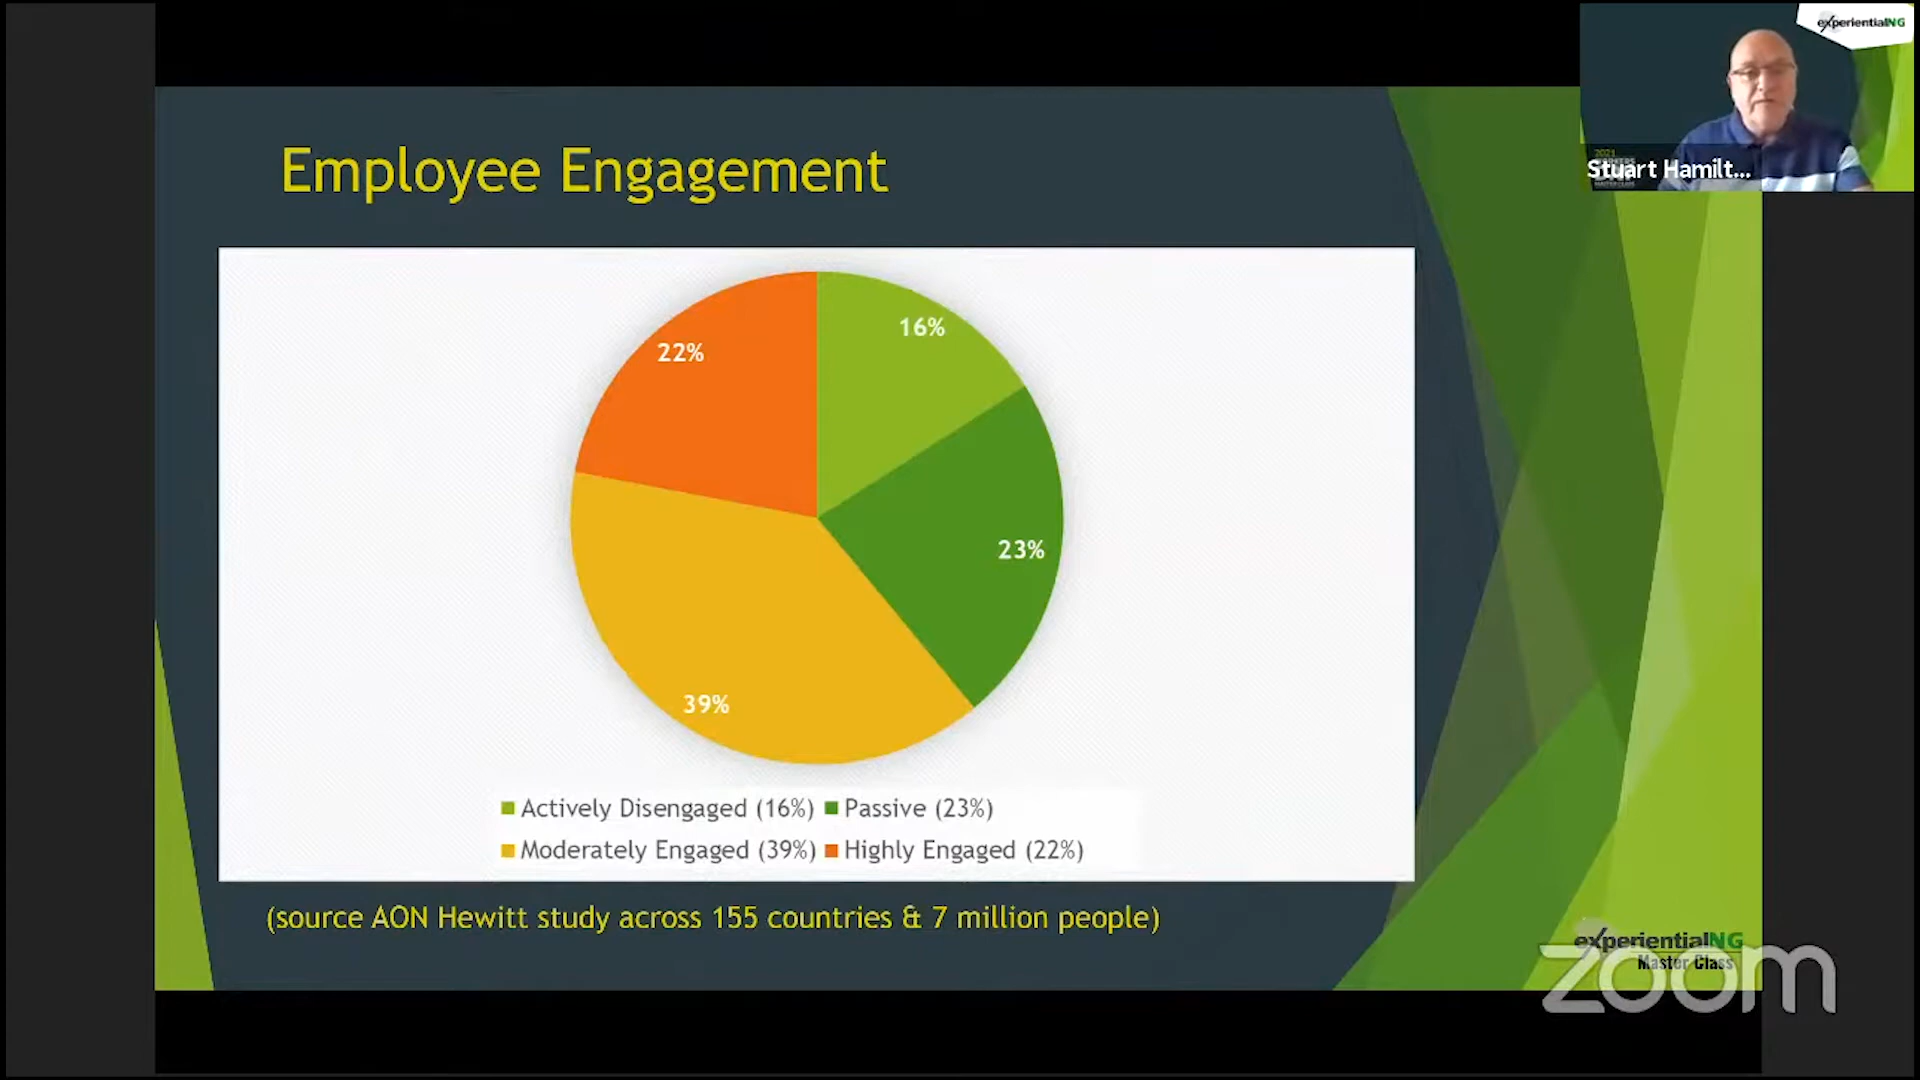 experientialNG
Stuart Hamilt...
2021
Employee Engagement
16%
22%
23%
39%
Actively Disengaged (16%) Passive (23%)
Moderately Engaged (39%) Highly Engaged (22%)
(source AON Hewitt study across 155 countries & 7 million people)
experientialNG
Master Class
zoom